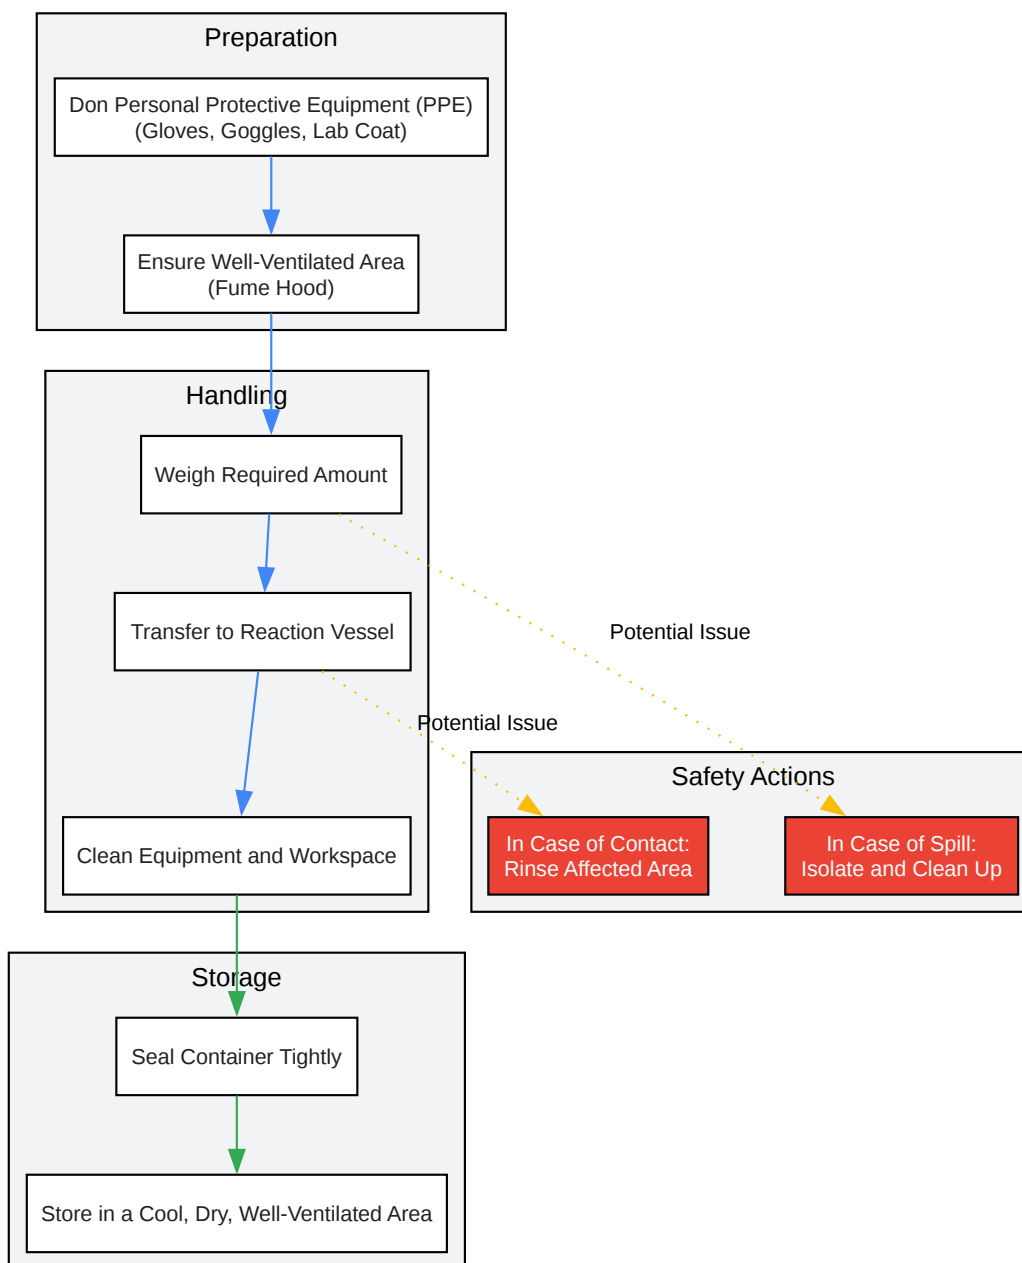 Preparation
Don Personal Protective Equipment (PPE)
(Gloves, Goggles, Lab Coat)
Ensure Well-Ventilated Area
(Fume Hood)
Handling
Weigh Required Amount
Transfer to Reaction Vessel
Potential Issue
Potential Issue
Clean Equipment and Workspace
Safety Actions
In Case of Contact:
Rinse Affected Area
In Case of Spill:
Isolate and Clean Up
Storage
Seal Container Tightly
Store in a Cool, Dry, Well-Ventilated Area